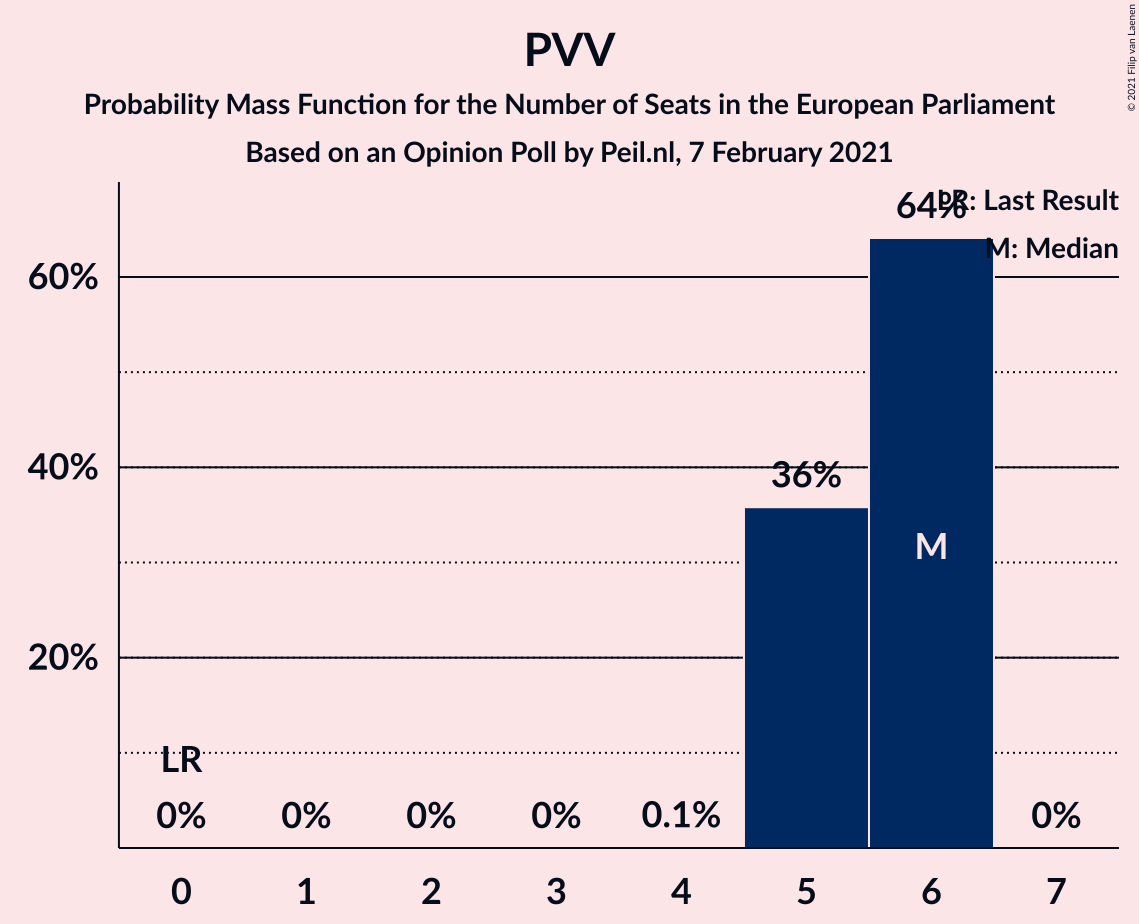 PVV
Probability Mass Function for the Number of Seats in the European Parliament
Based on an Opinion Poll by Peil.nl, 7 February 2021
© 2021 Filip van Laenen
LR: Last Result
M: Median
64%
60%
40%
36%
M
20%
LR
0% 0% 0% 0% 0.1% 0%
0 1 2 3 4 5 6 7